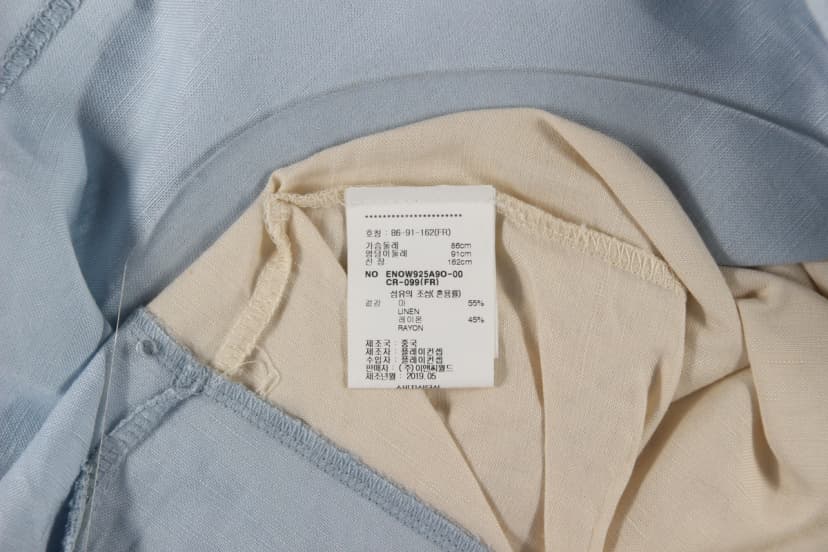 **********************
호칭 : 86-91-162(FR)
가슴둘레 86cm
엉덩이둘레 91cm
신 장 162cm
NO ENOW925A9O-00
CR-099(FR)
섬유의 조성(혼용률)
겉감 마 55%
LINEN
레이온 45%
RAYON
제조국 : 중국
제조자 : 플레이컨셉
수입자 : 플레이컨셉
판매자 : (주)이앤씨월드
제조년월 : 2019.05